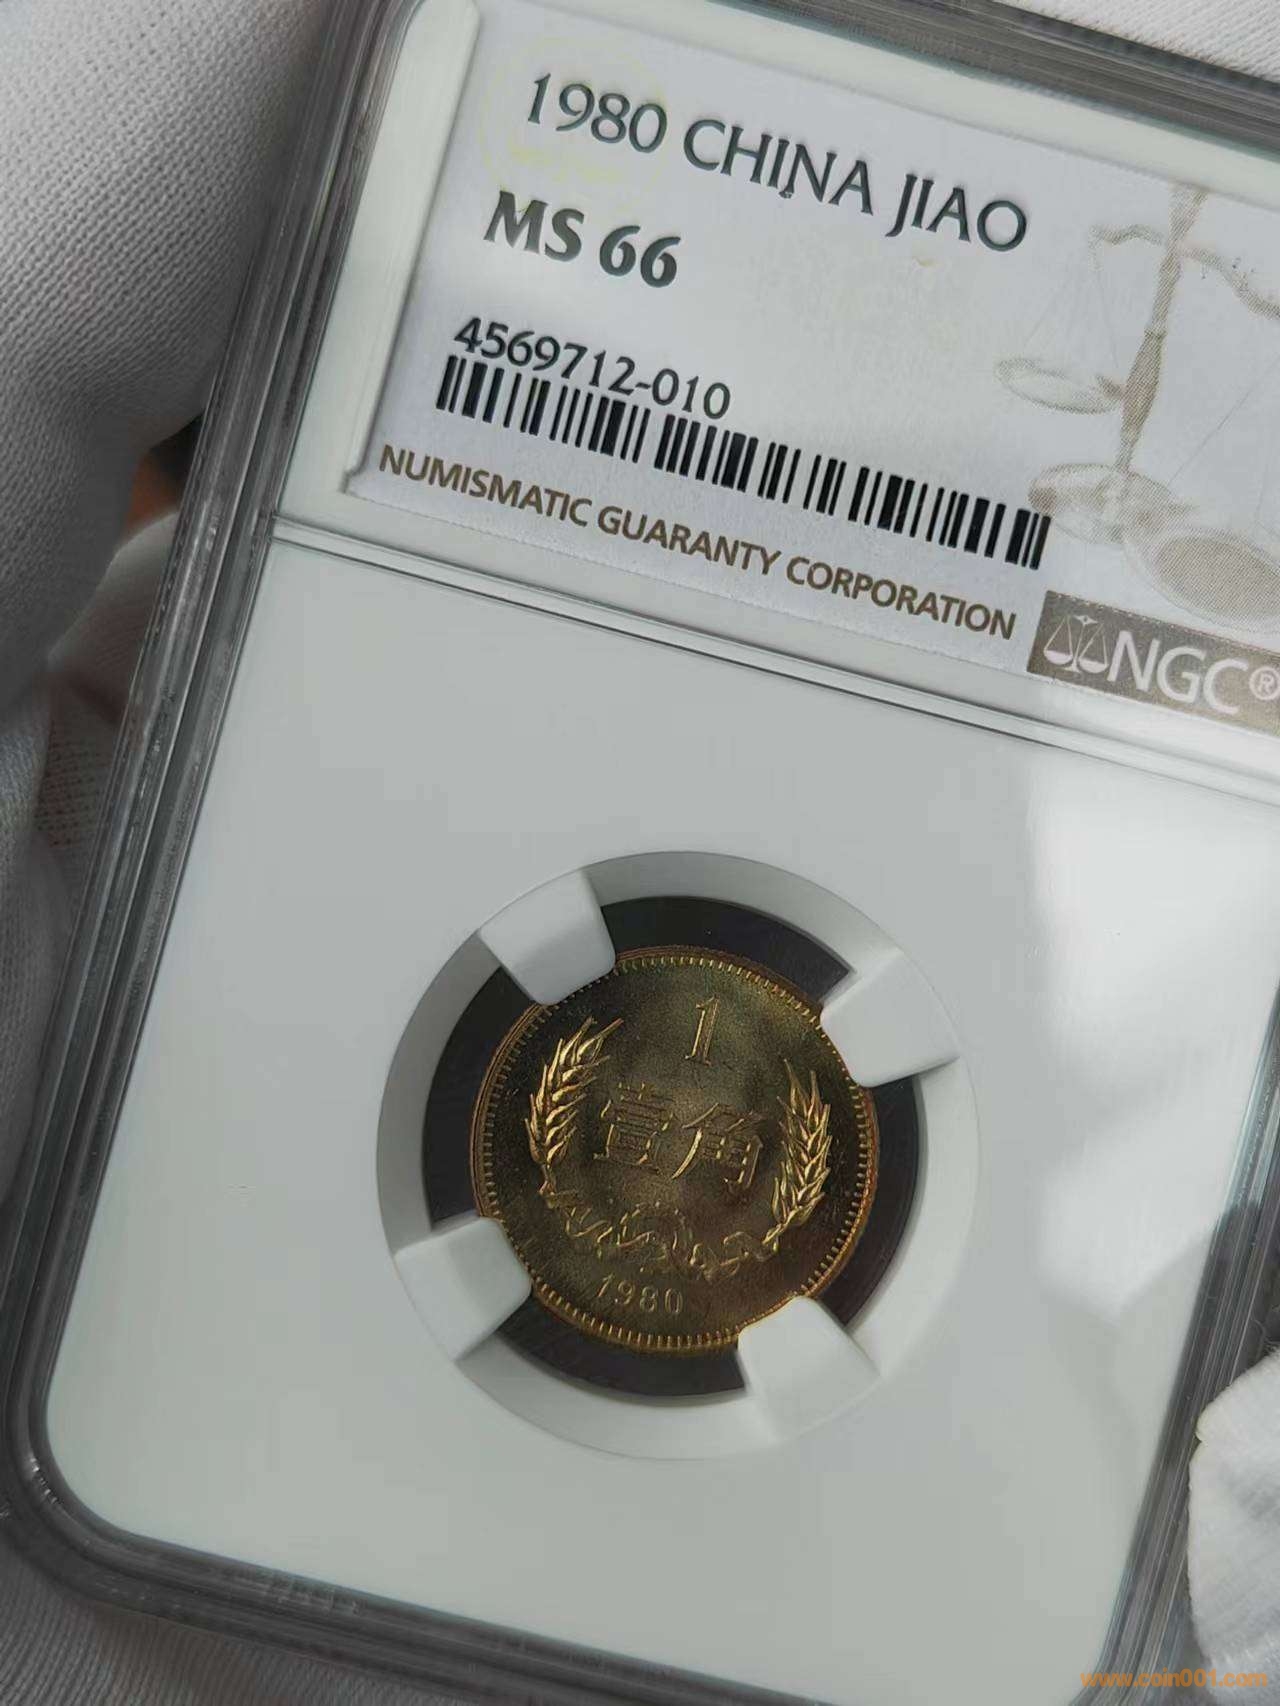 1980 CHINA JIAO
MS 66
4569712-010
NUMISMATIC GUARANTY CORPORATION
NGC®
1
壹角
1980
www.coin001.com